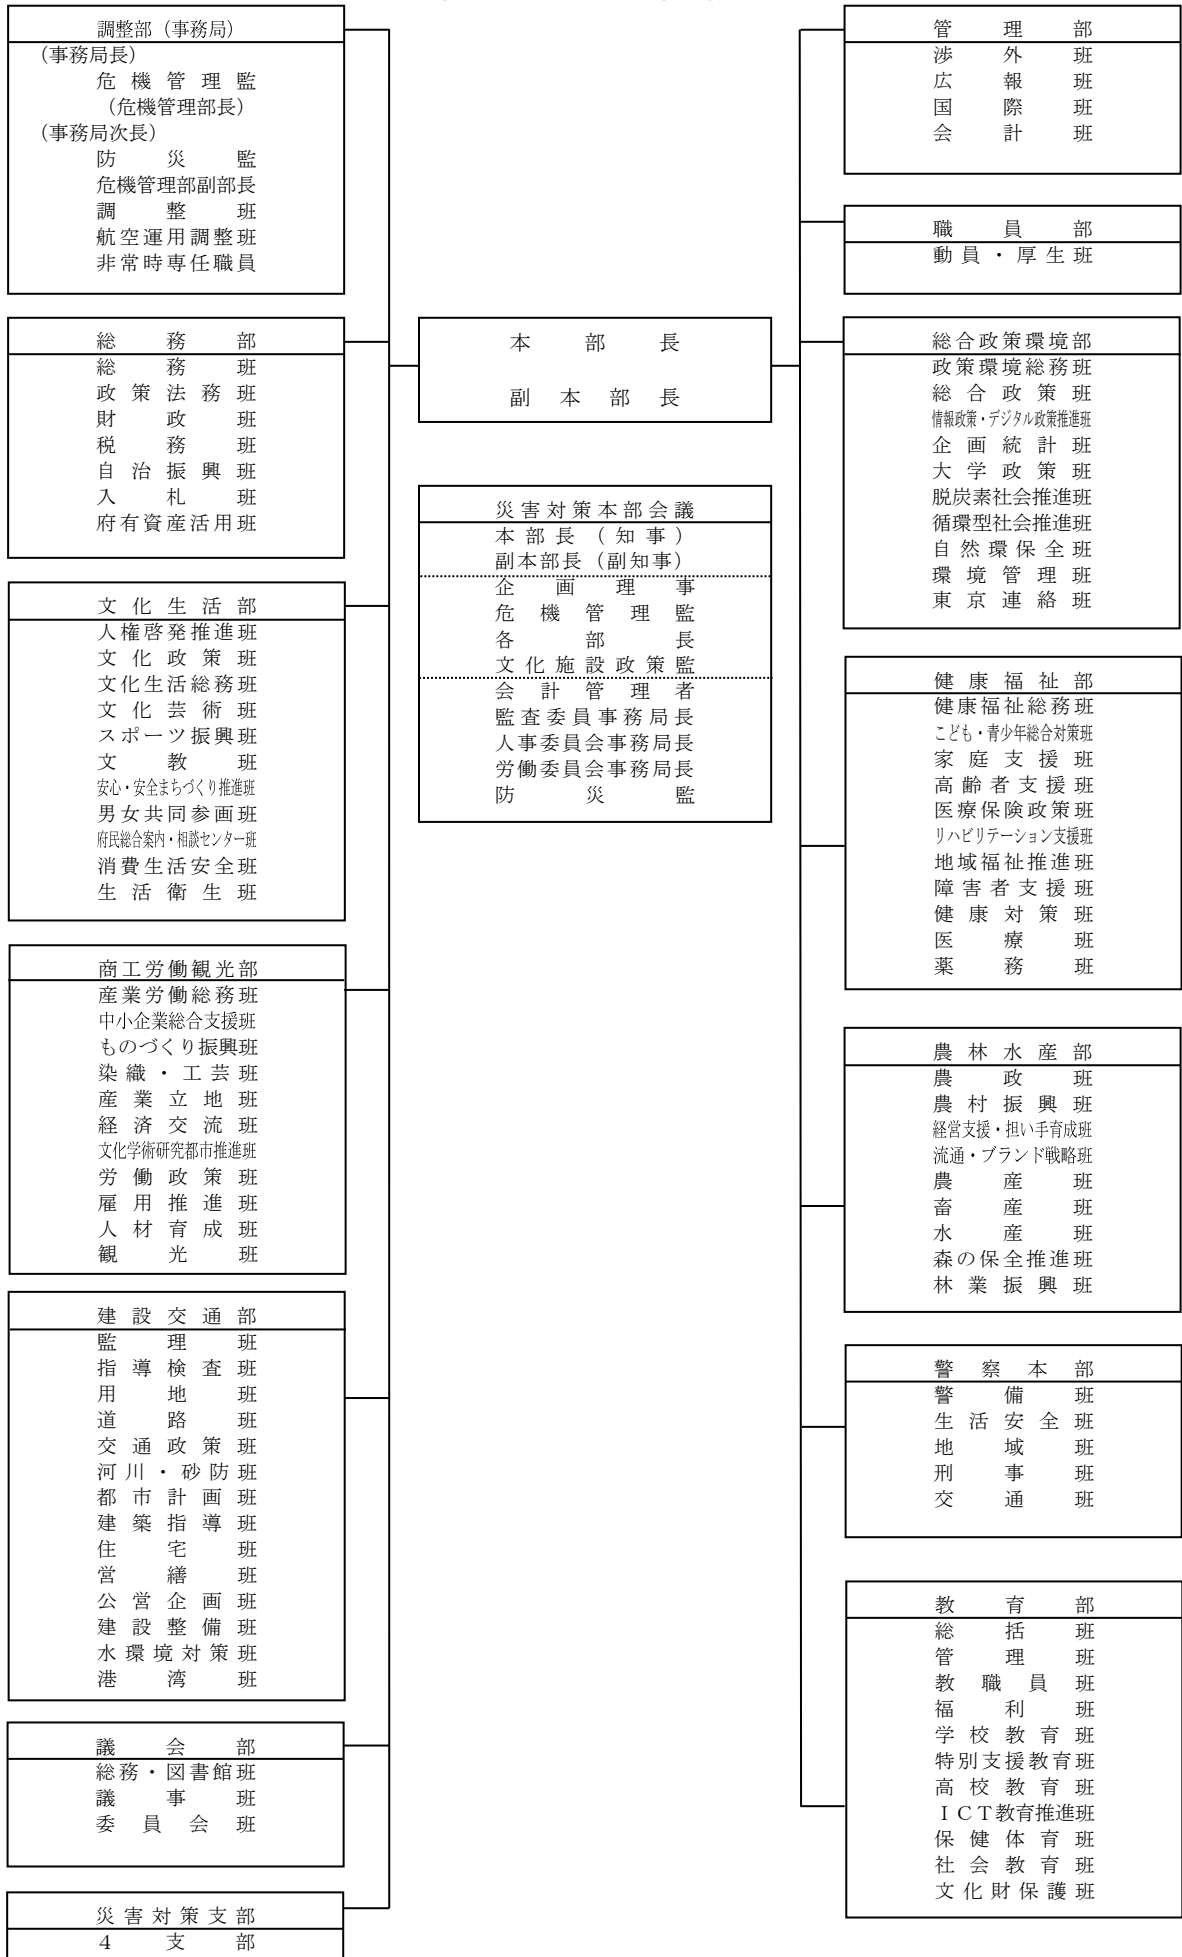 調整部（事務局）
（事務局長）
危機管理監
（危機管理部長）
（事務局次長）
防災監
危機管理部副部長
調整班
航空運用調整班
非常時専任職員
総務部
総務班
政策法務班
財政班
税務班
自治振興班
入札班
府有資産活用班
文化生活部
人権啓発推進班
文化政策班
文化生活総務班
文化芸術班
スポーツ振興班
文教班
安心・安全まちづくり推進班
男女共同参画班
府民総合案内・相談センター班
消費生活安全班
生活衛生班
商工労働観光部
産業労働総務班
中小企業総合支援班
ものづくり振興班
染織・工芸班
産業立地班
経済交流班
文化学術研究都市推進班
労働政策班
雇用推進班
人材育成班
観光班
建設交通部
監理班
指導検査班
用地班
道路班
交通政策班
河川・砂防班
都市計画班
建築指導班
住宅班
営繕班
公営企画班
建設整備班
水環境対策班
港湾班
議会部
総務・図書館班
議事班
委員会班
災害対策支部
４支部
本部長
副本部長
災害対策本部会議
本部長（知事）
副本部長（副知事）
企画理事
危機管理監
各部長
文化施設政策監
会計管理者
監査委員事務局長
人事委員会事務局長
労働委員会事務局長
防災監
管理部
渉外班
広報班
国際班
会計班
職員部
動員・厚生班
総合政策環境部
政策環境総務班
総合政策班
情報政策・デジタル政策推進班
企画統計班
大学政策班
脱炭素社会推進班
循環型社会推進班
自然環保全班
環境管理班
東京連絡班
健康福祉部
健康福祉総務班
こども・青少年総合対策班
家庭支援班
高齢者支援班
医療保険政策班
リハビリテーション支援班
地域福祉推進班
障害者支援班
健康対策班
医療班
薬務班
農林水産部
農政班
農村振興班
経営支援・担い手育成班
流通・ブランド戦略班
農産班
畜産班
水産班
森の保全推進班
林業振興班
警察本部
警備班
生活安全班
地域班
刑事班
交通班
教育部
総括班
管理班
教職員班
福利班
学校教育班
特別支援教育班
高校教育班
ＩＣＴ教育推進班
保健体育班
社会教育班
文化財保護班